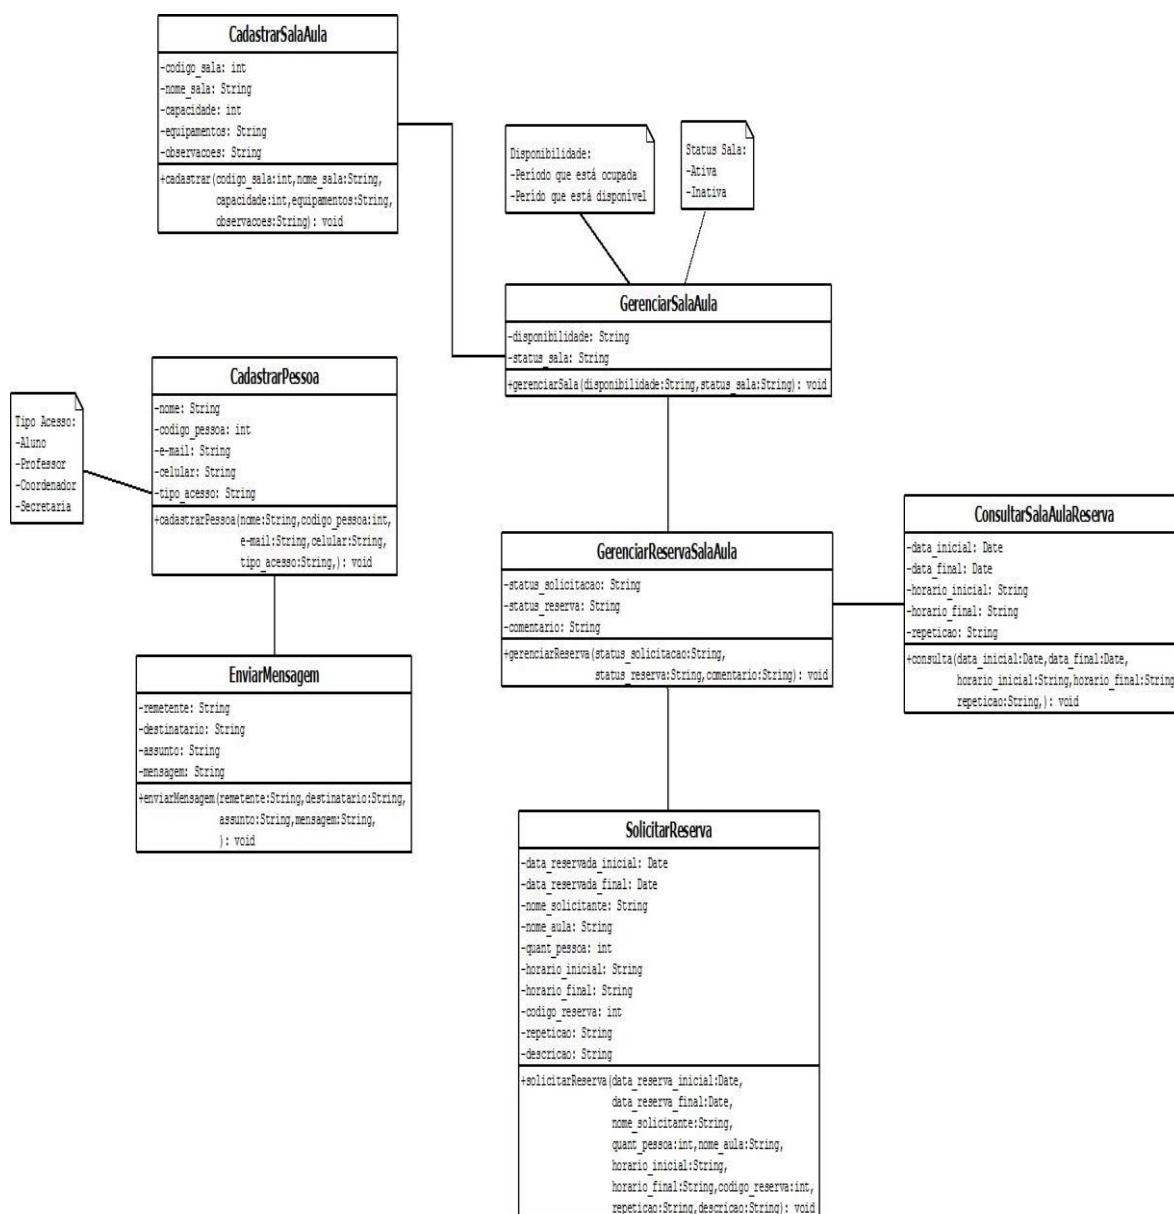 CadastrarSalaAula
-codigo_sala: int
-nome_sala: String
-capacidade: int
-equipamentos: String
-observacoes: String
+cadastrar(codigo_sala:int,nome_sala:String,
capacidade:int,equipamentos:String,
observacoes:String): void
Disponibilidade:
-Período que está ocupada
-Perído que está disponível
Status Sala:
-Ativa
-Inativa
GerenciarSalaAula
-disponibilidade: String
-status_sala: String
+gerenciarSala(disponibilidade:String,status_sala:String): void
Tipo Acesso:
-Aluno
-Professor
-Coordenador
-Secretaria
CadastrarPessoa
-nome: String
-codigo_pessoa: int
-e-mail: String
-celular: String
-tipo_acesso: String
+cadastrarPessoa(nome:String,codigo_pessoa:int,
e-mail:String,celular:String,
tipo_acesso:String,): void
GerenciarReservaSalaAula
-status_solicitacao: String
-status_reserva: String
-comentario: String
+gerenciarReserva(status_solicitacao:String,
status_reserva:String,comentario:String): void
ConsultarSalaAulaReserva
-data_inicial: Date
-data_final: Date
-horario_inicial: String
-horario_final: String
-repeticao: String
+consulta(data_inicial:Date,data_final:Date,
horario_inicial:String,horario_final:String
repeticao:String,): void
EnviarMensagem
-remetente: String
-destinatario: String
-assunto: String
-mensagem: String
+enviarMensagem(remetente:String,destinatario:String,
assunto:String,mensagem:String,
): void
SolicitarReserva
-data_reservada_inicial: Date
-data_reservada_final: Date
-nome_solicitante: String
-nome_aula: String
-quant_pessoa: int
-horario_inicial: String
-horario_final: String
-codigo_reserva: int
-repeticao: String
-descricao: String
+solicitarReserva(data_reserva_inicial:Date,
data_reserva_final:Date,
nome_solicitante:String,
quant_pessoa:int,nome_aula:String,
horario_inicial:String,
horario_final:String,codigo_reserva:int,
repeticao:String,descricao:String): void